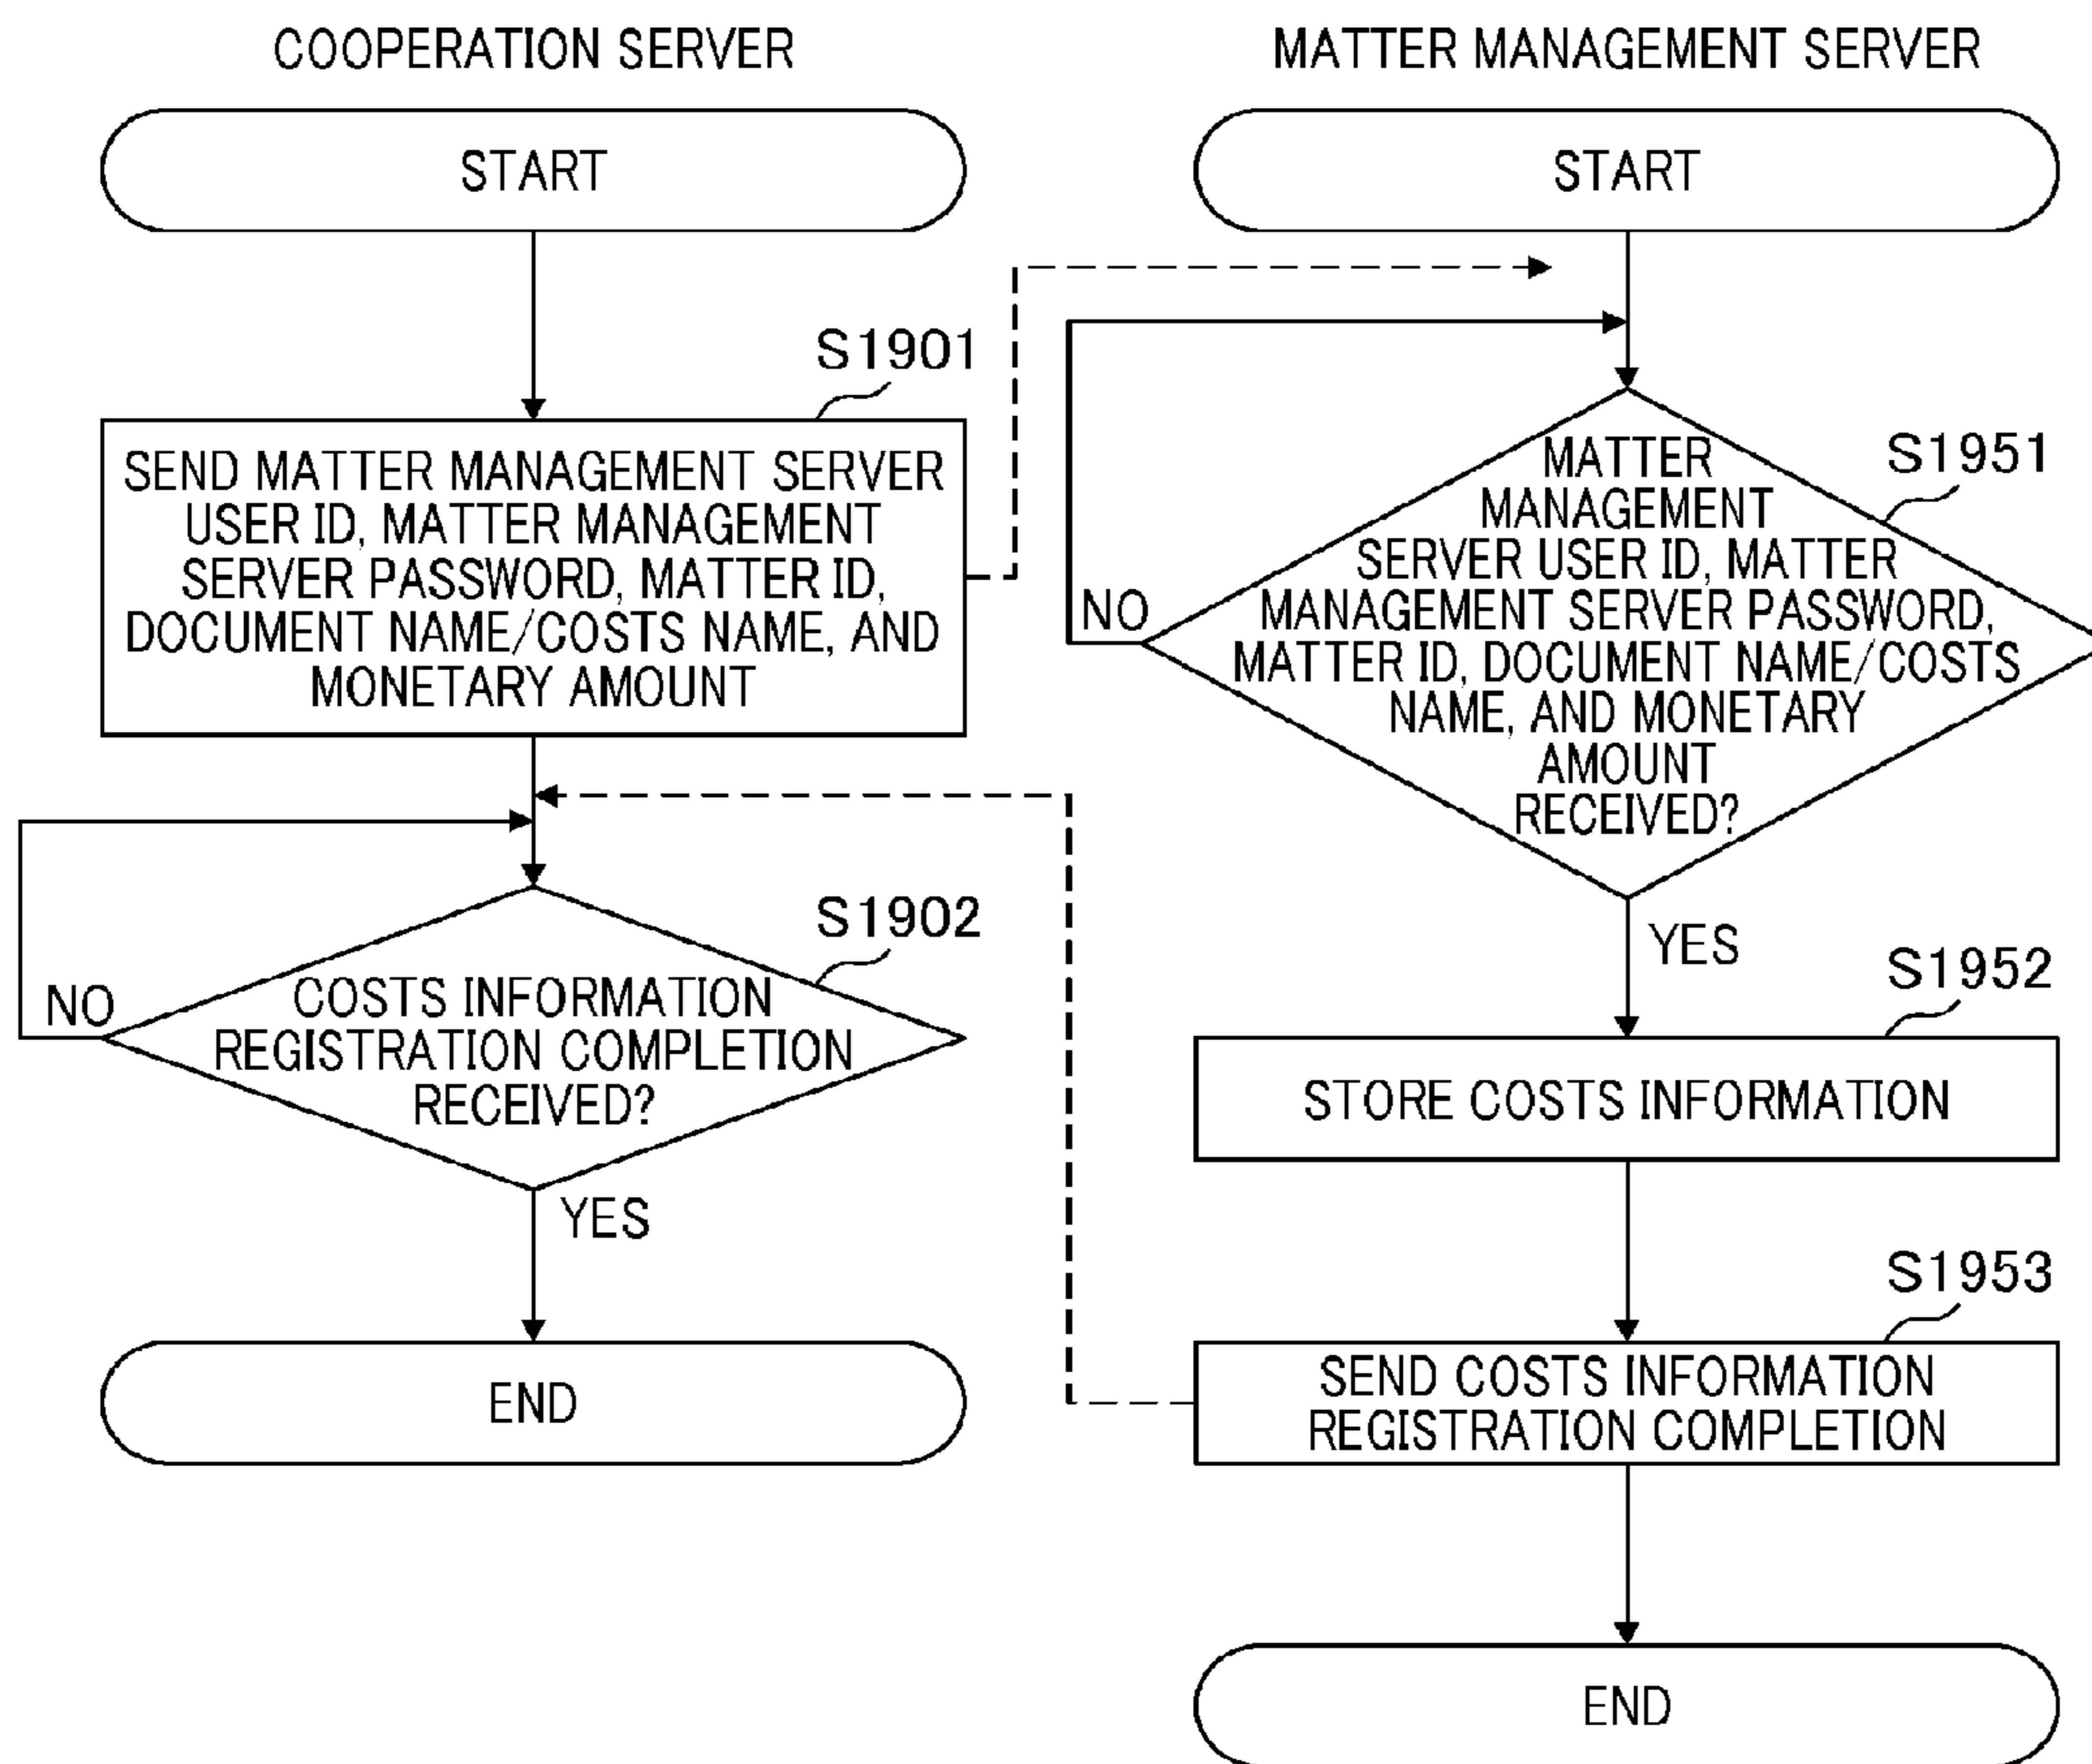 COOPERATION SERVER
START
S1901
SEND MATTER MANAGEMENT SERVER
USER ID, MATTER MANAGEMENT
SERVER PASSWORD, MATTER ID,
DOCUMENT NAME/COSTS NAME, AND
MONETARY AMOUNT
S1902
NO
COSTS INFORMATION
REGISTRATION COMPLETION
RECEIVED?
YES
END
MATTER MANAGEMENT SERVER
START
S1951
MATTER
MANAGEMENT
SERVER USER ID, MATTER
NO
MANAGEMENT SERVER PASSWORD,
MATTER ID, DOCUMENT NAME/COSTS
NAME, AND MONETARY
AMOUNT
RECEIVED?
YES
S1952
STORE COSTS INFORMATION
S1953
SEND COSTS INFORMATION
REGISTRATION COMPLETION
END